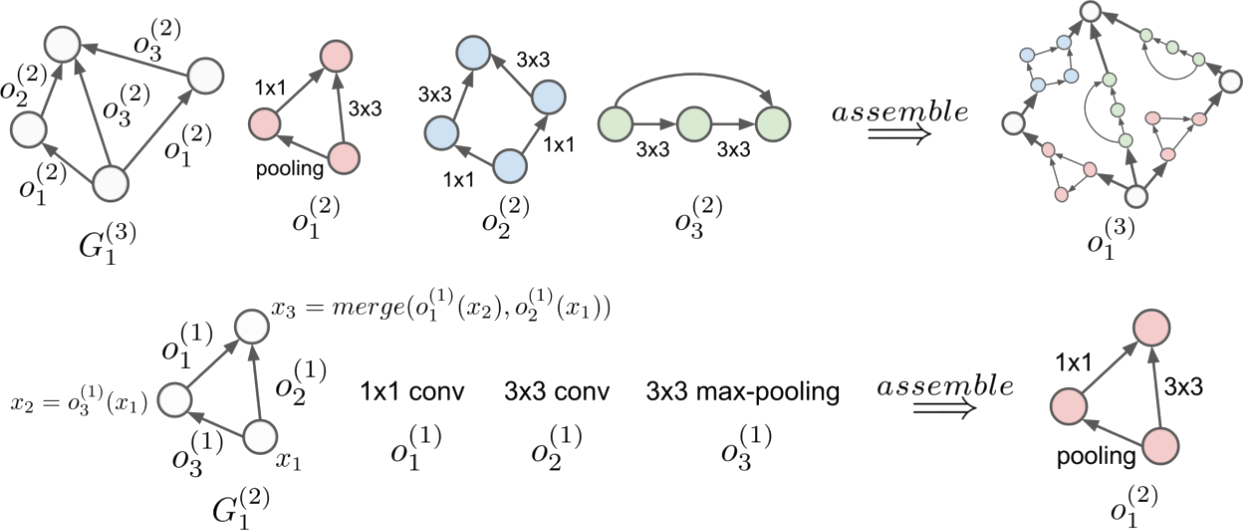 o_3^{(2)}
o_2^{(2)}
o_3^{(2)}
o_1^{(2)}
o_1^{(2)}
G_1^{(3)}
1x1
3x3
pooling
o_1^{(2)}
3x3
3x3
1x1
1x1
o_2^{(2)}
3x3 3x3
o_3^{(2)}
assemble
⇒
o_1^{(3)}
x_3 = merge(o_1^{(1)}(x_2), o_2^{(1)}(x_1))
o_1^{(1)}
o_2^{(1)}
x_2 = o_3^{(1)}(x_1)
o_3^{(1)}
x_1
G_1^{(2)}
1x1 conv 3x3 conv 3x3 max-pooling
o_1^{(1)} o_2^{(1)} o_3^{(1)}
assemble
⇒
1x1
3x3
pooling
o_1^{(2)}